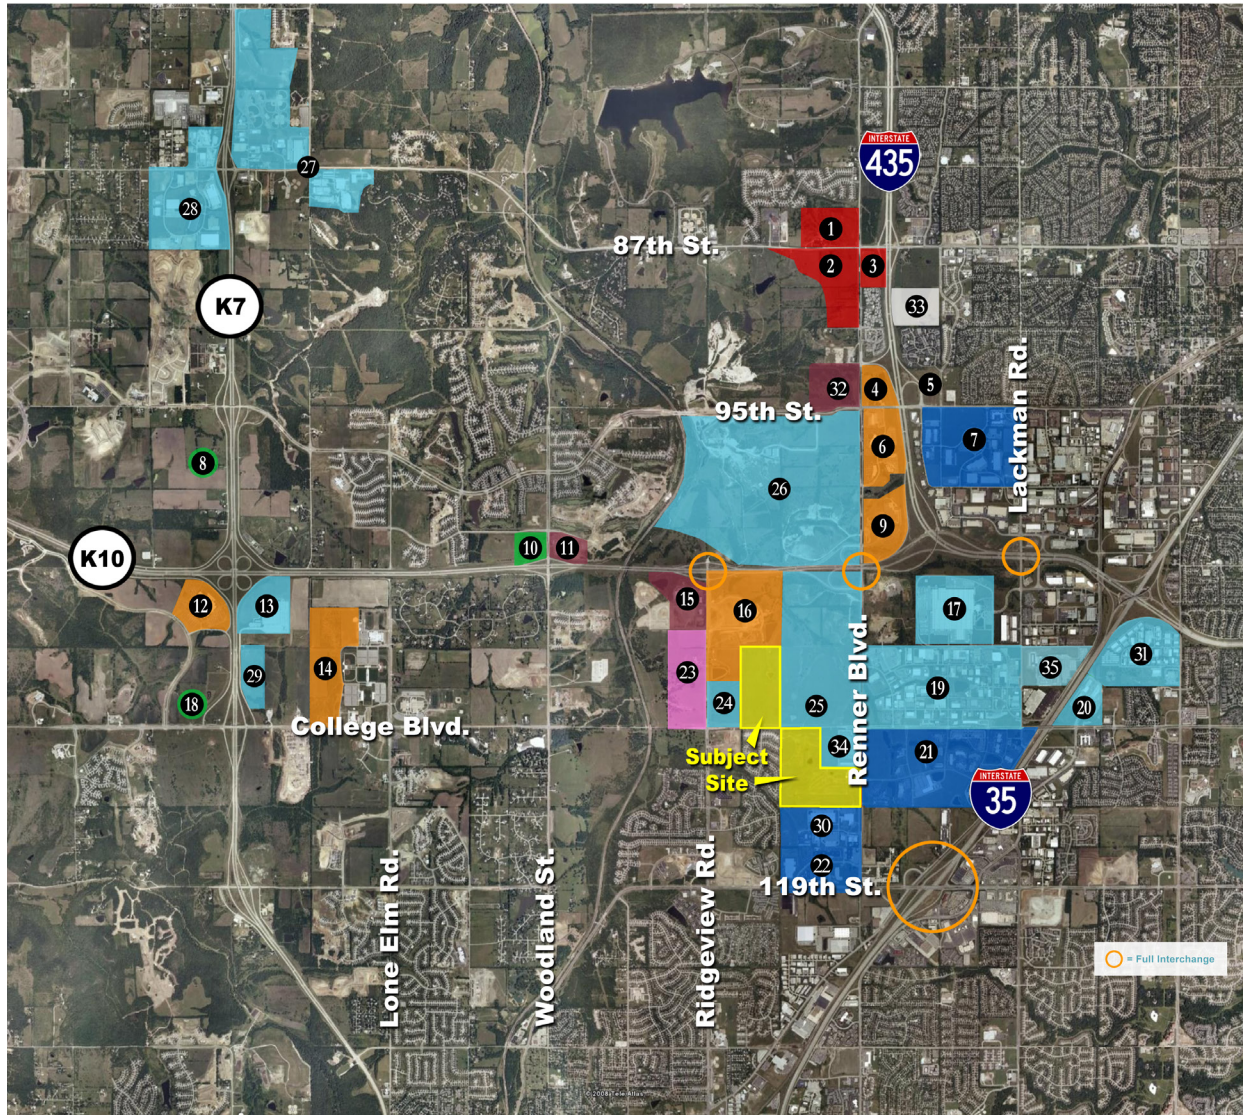 INTERSTATE
435
27
28
1
87th St.
2
3
K7
33
32
4
5
95th St.
Lackman Rd.
6
7
8
26
9
K10
10
11
12
13
15
16
17
14
29
18
23
24
25
19
35
31
20
College Blvd.
Renner Blvd.
Subject
Site
34
21
INTERSTATE
35
30
22
119th St.
Lone Elm Rd.
Woodland St.
Ridgeview Rd.
= Full Interchange
© 2008 Tele Atlas